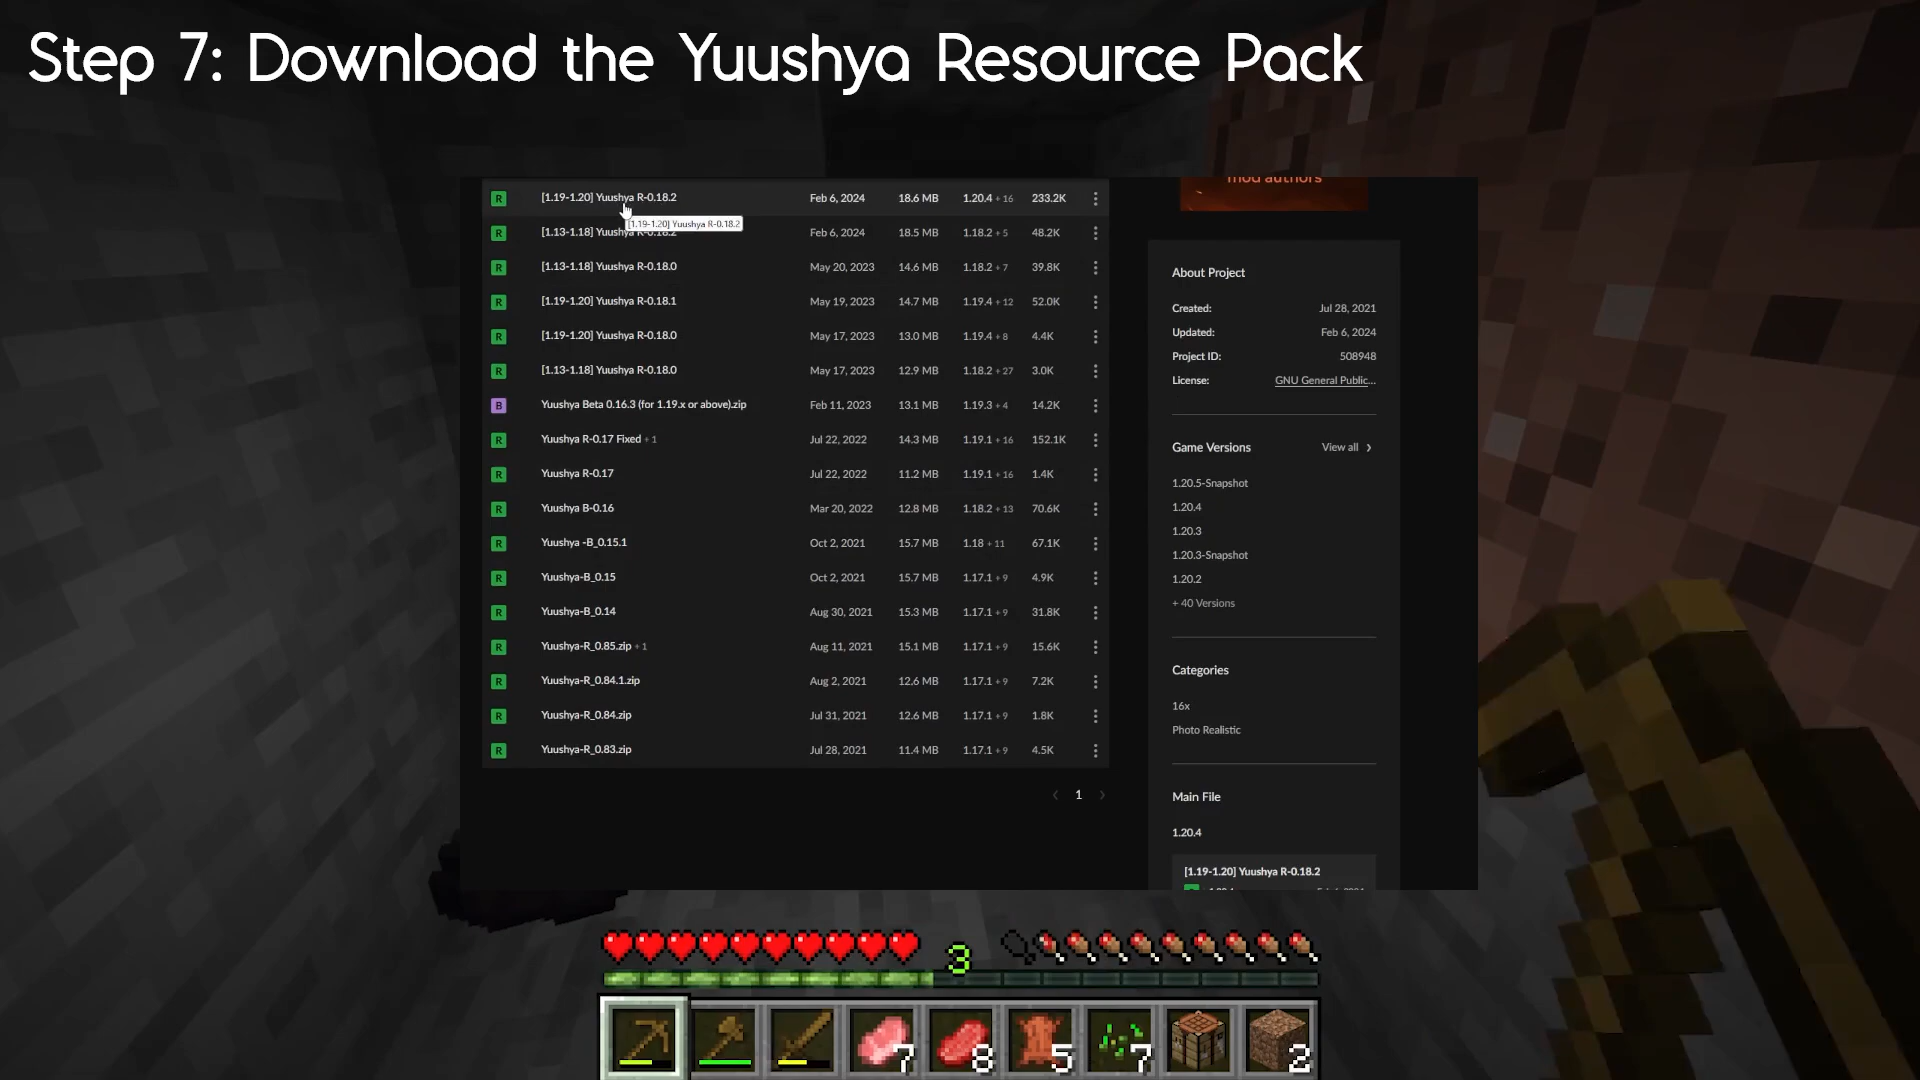 Step 7: Download the Yuushya Resource Pack
mod authors
R [1.19-1.20] Yuushya R-0.18.2 Feb 6, 2024 18.6 MB 1.20.4 + 16 233.2K
[1.19-1.20] Yuushya R-0.18.2
R [1.13-1.18] Yuushya R-0.18.2 Feb 6, 2024 18.5 MB 1.18.2 + 5 48.2K
R [1.13-1.18] Yuushya R-0.18.0 May 20, 2023 14.6 MB 1.18.2 + 7 39.8K
R [1.19-1.20] Yuushya R-0.18.1 May 19, 2023 14.7 MB 1.19.4 + 12 52.0K
R [1.19-1.20] Yuushya R-0.18.0 May 17, 2023 13.0 MB 1.19.4 + 8 4.4K
R [1.13-1.18] Yuushya R-0.18.0 May 17, 2023 12.9 MB 1.18.2 + 27 3.0K
B Yuushya Beta 0.16.3 (for 1.19.x or above).zip Feb 11, 2023 13.1 MB 1.19.3 + 4 14.2K
R Yuushya R-0.17 Fixed + 1 Jul 22, 2022 14.3 MB 1.19.1 + 16 152.1K
R Yuushya R-0.17 Jul 22, 2022 11.2 MB 1.19.1 + 16 1.4K
R Yuushya B-0.16 Mar 20, 2022 12.8 MB 1.18.2 + 13 70.6K
R Yuushya -B_0.15.1 Oct 2, 2021 15.7 MB 1.18 + 11 67.1K
R Yuushya-B_0.15 Oct 2, 2021 15.7 MB 1.17.1 + 9 4.9K
R Yuushya-B_0.14 Aug 30, 2021 15.3 MB 1.17.1 + 9 31.8K
R Yuushya-R_0.85.zip + 1 Aug 11, 2021 15.1 MB 1.17.1 + 9 15.6K
R Yuushya-R_0.84.1.zip Aug 2, 2021 12.6 MB 1.17.1 + 9 7.2K
R Yuushya-R_0.84.zip Jul 31, 2021 12.6 MB 1.17.1 + 9 1.8K
R Yuushya-R_0.83.zip Jul 28, 2021 11.4 MB 1.17.1 + 9 4.5K
1
About Project
Created: Jul 28, 2021
Updated: Feb 6, 2024
Project ID: 508948
License: GNU General Public...
Game Versions View all
1.20.5-Snapshot
1.20.4
1.20.3
1.20.3-Snapshot
1.20.2
+ 40 Versions
Categories
16x
Photo Realistic
Main File
1.20.4
[1.19-1.20] Yuushya R-0.18.2
3
7 8 5 7 2